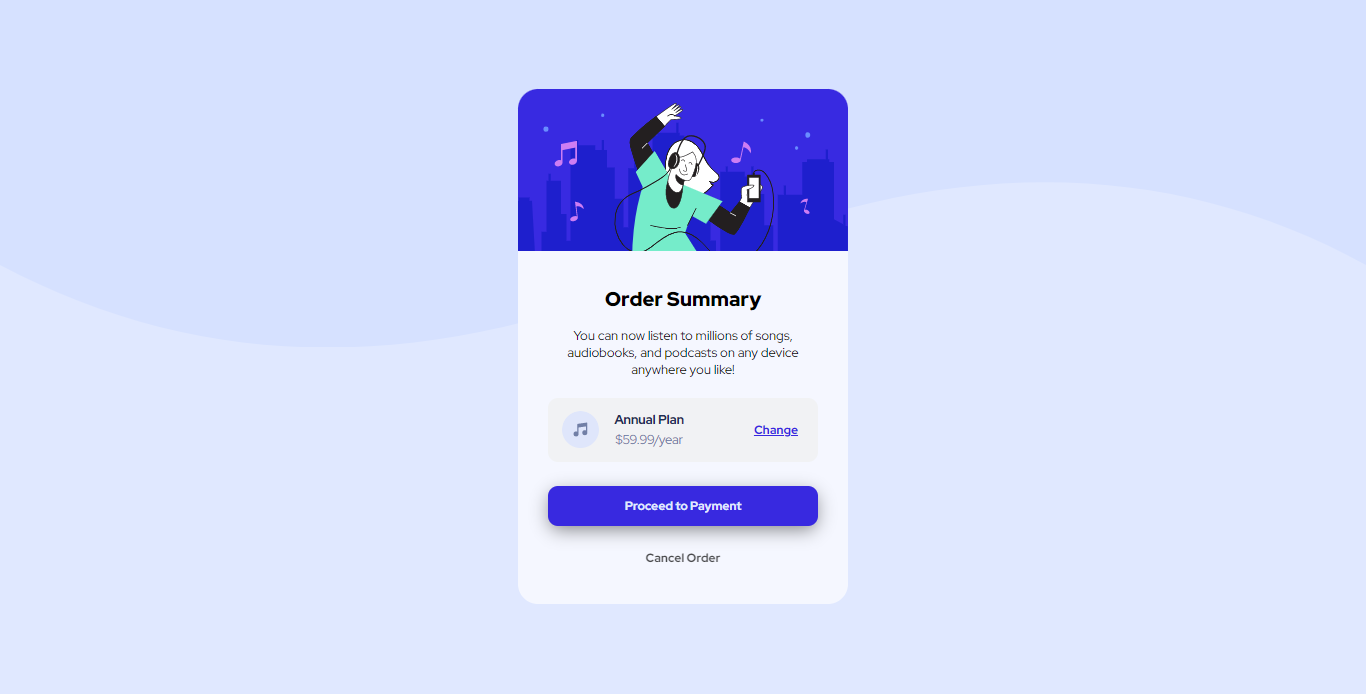 Order Summary
You can now listen to millions of songs,
audiobooks, and podcasts on any device
anywhere you like!
Annual Plan
$59.99/year
Change
Proceed to Payment
Cancel Order